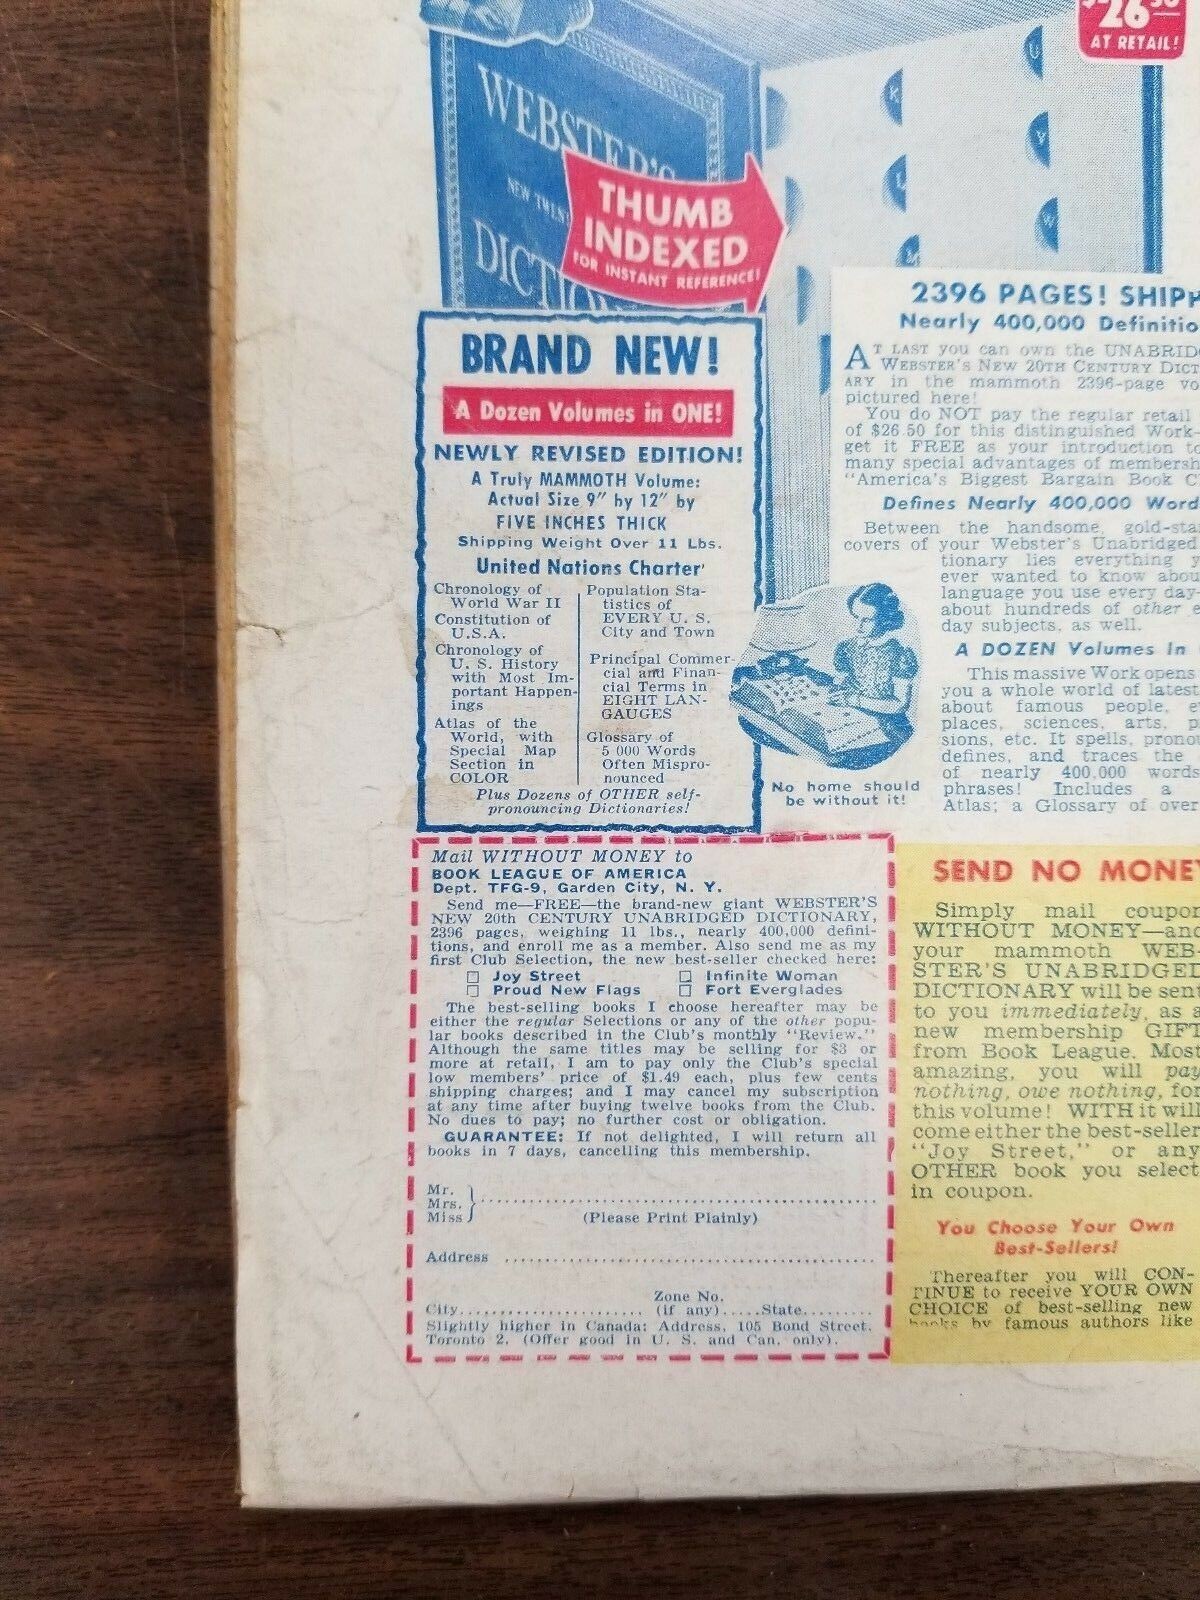 $26.50
AT RETAIL!
WEBSTER'S
NEW
DICT
THUMB
INDEXED
FOR INSTANT REFERENCE!
K
L
M
U
V
W
BRAND NEW!
A Dozen Volumes in ONE!
NEWLY REVISED EDITION!
A Truly MAMMOTH Volume:
Actual Size 9" by 12" by
FIVE INCHES THICK
Shipping Weight Over 11 Lbs.
United Nations Charter
Chronology of
World War II
Constitution of
U.S.A.
Chronology of
U. S. History
with Most Im-
portant Happen-
ings
Atlas of the
World, with
Special Map
Section in
COLOR
Population Sta-
tistics of
EVERY U. S.
City and Town
Principal Commer-
cial and Finan-
cial Terms in
EIGHT LAN-
GAUGES
Glossary of
5 000 Words
Often Mispro-
nounced
Plus Dozens of OTHER self-
pronouncing Dictionaries!
No home should
be without it!
2396 PAGES! SHIPP
Nearly 400,000 Definitio
AT LAST you can own the UNABRID
WEBSTER'S NEW 20TH CENTURY DICT
ARY in the mammoth 2396-page vo
pictured here!
You do NOT pay the regular retail
of $26 50 for this distinguished Work-
get it FREE as your introduction to
many special advantages of membersh
"America's Biggest Bargain Book C
Defines Nearly 400,000 Word
Between the handsome, gold-sta
covers of your Webster's Unabridged
tionary lies everything y
ever wanted to know abou
language you use every day-
about hundreds of other e
day subjects, as well.
A DOZEN Volumes In
This massive Work opens
you a whole world of latest
about famous people, e
places, sciences, arts, p
sions, etc. It spells, pronou
defines, and traces the
of nearly 400,000 words
phrases! Includes a
Atlas; a Glossary of over
Mail WITHOUT MONEY to
BOOK LEAGUE OF AMERICA
Dept. TFG-9, Garden City, N. Y.
Send me—FREE—the brand-new giant WEBSTER'S
NEW 20th CENTURY UNABRIDGED DICTIONARY,
2396 pages, weighing 11 lbs., nearly 400,000 defini-
tions, and enroll me as a member. Also send me as my
first Club Selection, the new best-seller checked here:
☐ Joy Street ☐ Infinite Woman
☐ Proud New Flags ☐ Fort Everglades
The best-selling books I choose hereafter may be
either the regular Selections or any of the other popu-
lar books described in the Club's monthly "Review."
Although the same titles may be selling for $3 or
more at retail, I am to pay only the Club's special
low members' price of $1.49 each, plus few cents
shipping charges; and I may cancel my subscription
at any time after buying twelve books from the Club.
No dues to pay; no further cost or obligation.
GUARANTEE: If not delighted, I will return all
books in 7 days, cancelling this membership.
Mr.
Mrs.
Miss
(Please Print Plainly)
Address
Zone No.
City........................ (if any).....State.........
Slightly higher in Canada: Address, 105 Bond Street,
Toronto 2, (Offer good in U. S. and Can. only).
SEND NO MONEY
Simply mail coupon
WITHOUT MONEY—and
your mammoth WEB-
STER'S UNABRIDGED
DICTIONARY will be sent
to you immediately, as a
new membership GIFT
from Book League. Most
amazing, you will pay
nothing, owe nothing, for
this volume! WITH it will
come either the best-seller
"Joy Street," or any
OTHER book you select
in coupon.
You Choose Your Own
Best-Sellers!
Thereafter you will CON-
TINUE to receive YOUR OWN
CHOICE of best-selling new
books by famous authors like